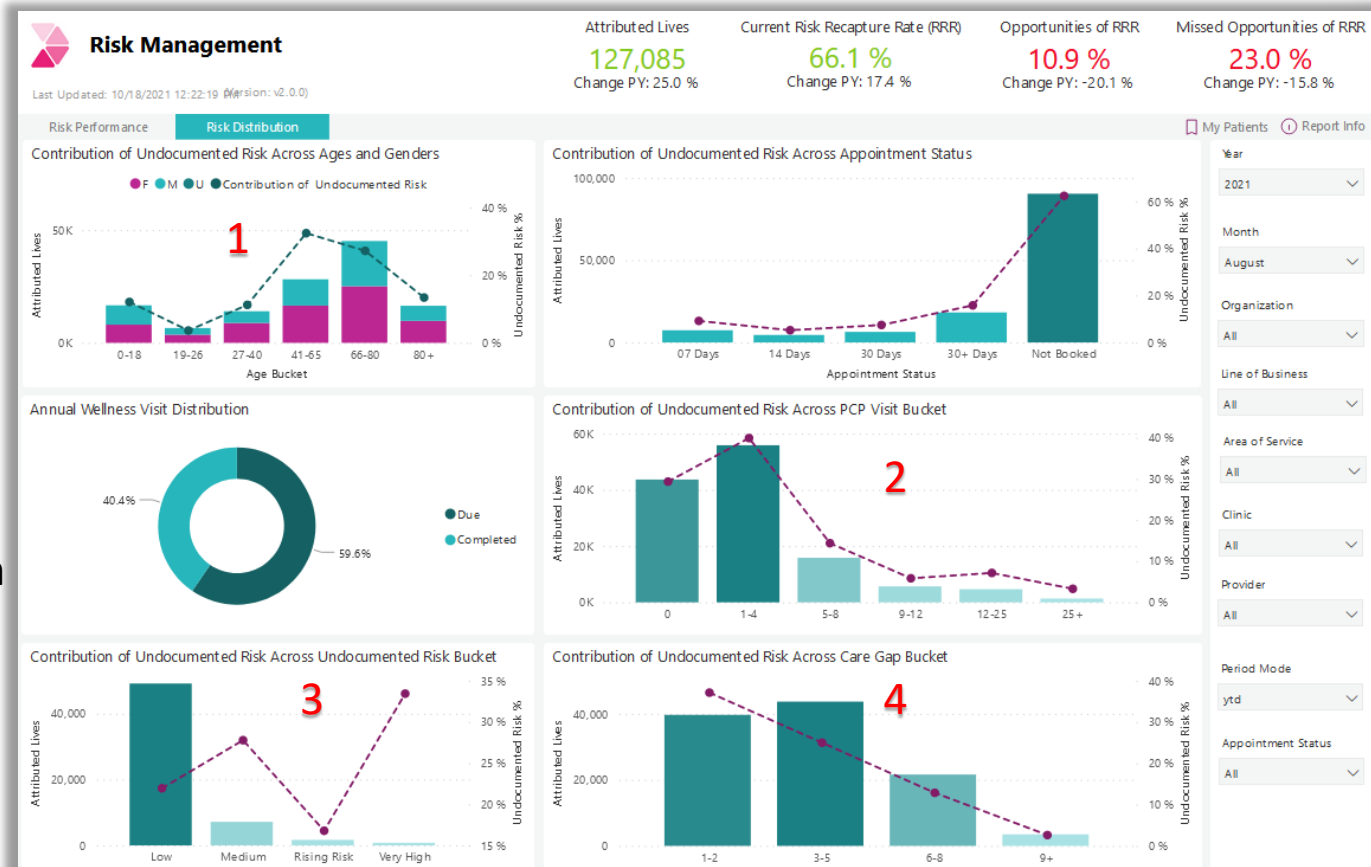 Risk Management
Last Updated: 10/18/2021 12:22:19 PM (Version: v2.0.0)
Attributed Lives
127,085
Change PY: 25.0 %
Current Risk Recapture Rate (RRR)
66.1 %
Change PY: 17.4 %
Opportunities of RRR
10.9 %
Change PY: -20.1 %
Missed Opportunities of RRR
23.0 %
Change PY: -15.8 %
Risk Performance
Risk Distribution
My Patients
Report Info
Contribution of Undocumented Risk Across Ages and Genders
F M U Contribution of Undocumented Risk
1
50K
0K
Attributed Lives
40 %
20 %
0 %
Undocumented Risk %
0-18 19-26 27-40 41-65 66-80 80+
Age Bucket
Contribution of Undocumented Risk Across Appointment Status
100,000
50,000
0
Attributed Lives
60 %
40 %
20 %
0 %
Undocumented Risk %
07 Days 14 Days 30 Days 30+ Days Not Booked
Appointment Status
Annual Wellness Visit Distribution
40.4%
59.6%
Due
Completed
Contribution of Undocumented Risk Across PCP Visit Bucket
2
60K
40K
20K
0K
Attributed Lives
40 %
30 %
20 %
10 %
0 %
Undocumented Risk %
0 1-4 5-8 9-12 12-25 25+
Contribution of Undocumented Risk Across Undocumented Risk Bucket
3
40,000
20,000
0
Attributed Lives
35 %
30 %
25 %
20 %
15 %
Undocumented Risk %
Low Medium Rising Risk Very High
Contribution of Undocumented Risk Across Care Gap Bucket
4
40,000
20,000
0
Attributed Lives
40 %
30 %
20 %
10 %
0 %
Undocumented Risk %
1-2 3-5 6-8 9+
Year
2021
Month
August
Organization
All
Line of Business
All
Area of Service
All
Clinic
All
Provider
All
Period Mode
ytd
Appointment Status
All